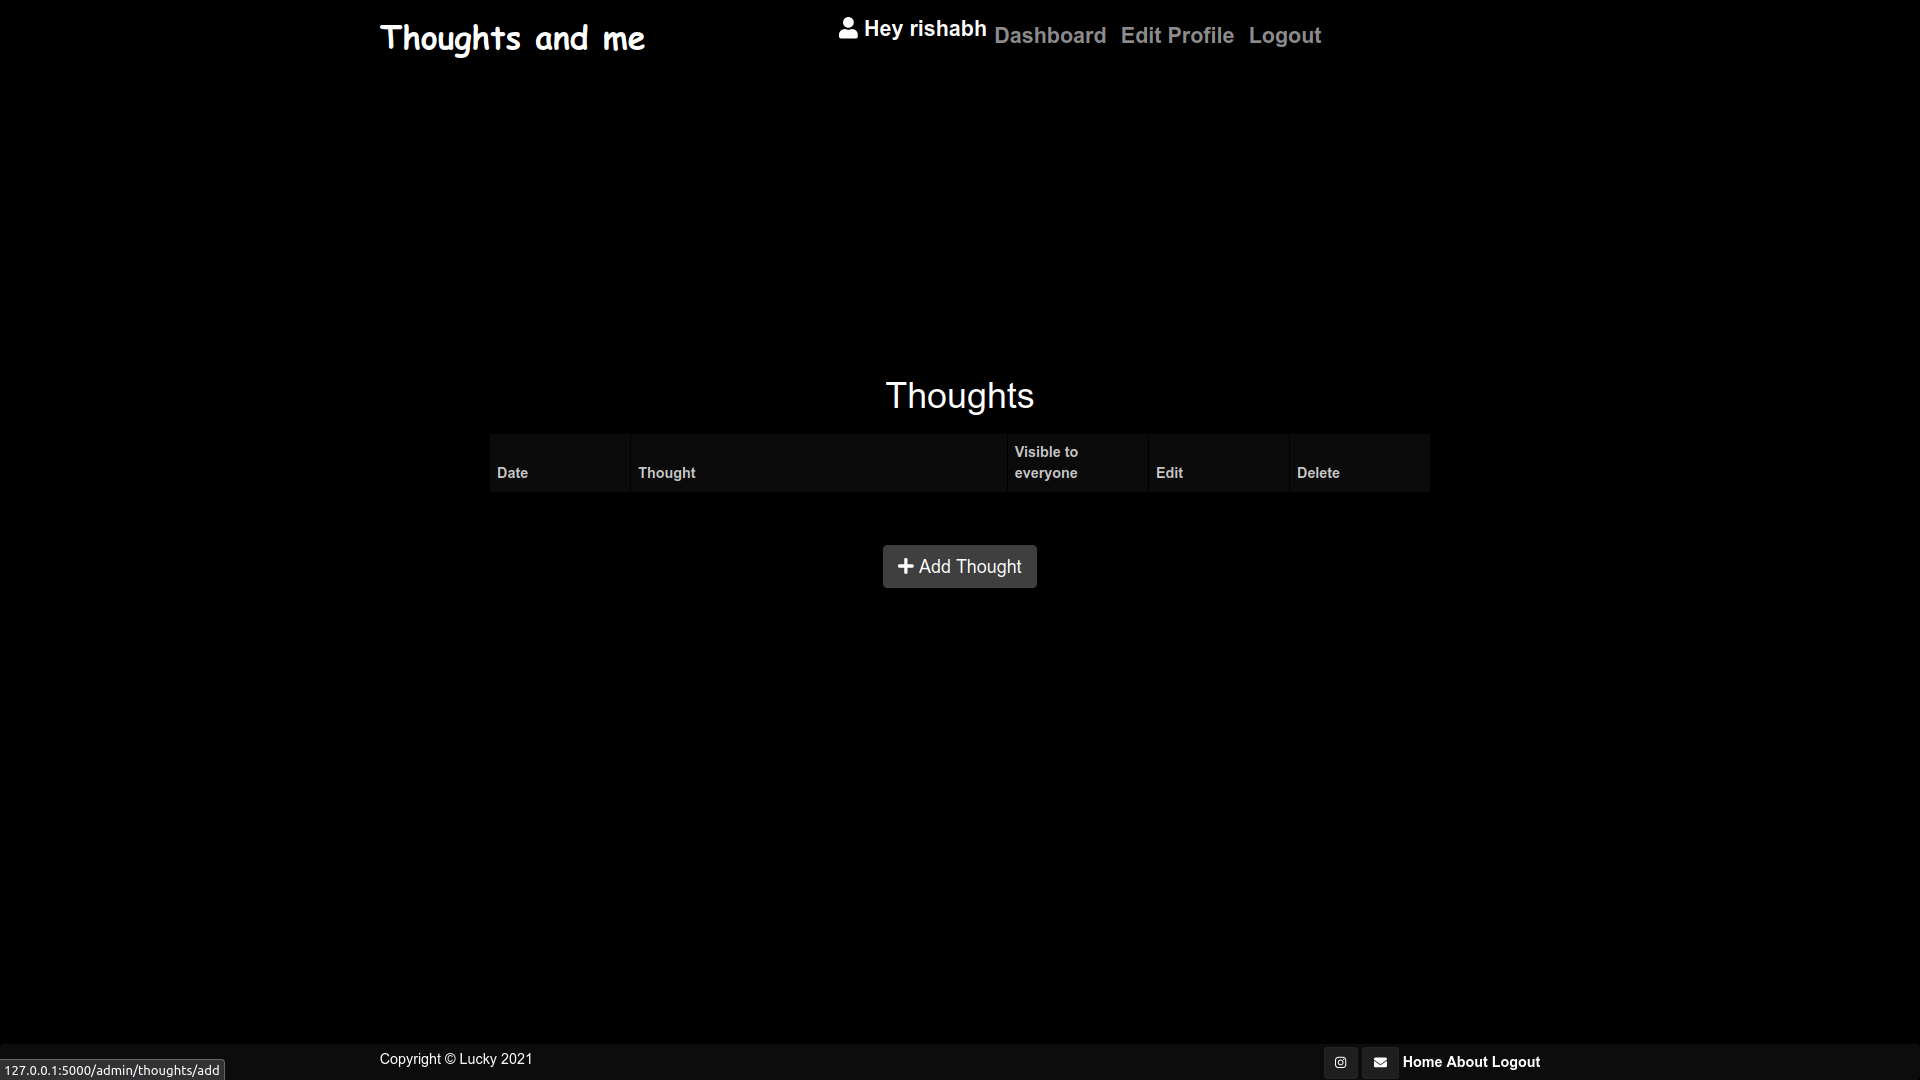 Thoughts and me
Hey rishabh Dashboard Edit Profile Logout
Thoughts
Date Thought Visible to everyone Edit Delete
Add Thought
Copyright © Lucky 2021
Home About Logout
127.0.0.1:5000/admin/thoughts/add